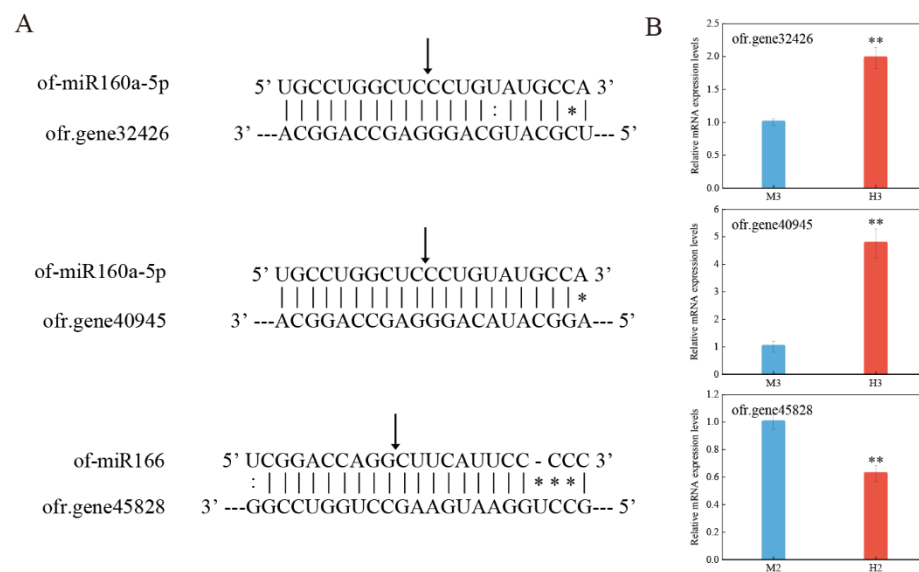 A
of-miR160a-5p 5’ UGCCUGGCUCCCUGUAUGCCA 3’
| | | | | | | | | | | | | | | : | | | | * |
ofr.gene32426 3’ ---ACGGACCGAGGGACGUACGCU--- 5’
of-miR160a-5p 5’ UGCCUGGCUCCCUGUAUGCCA 3’
| | | | | | | | | | | | | | | | | | | | *
ofr.gene40945 3’ ---ACGGACCGAGGGACAUACGGA--- 5’
of-miR166 5’ UCGGACCAGGCUUCAUUCC - CCC 3’
: | | | | | | | | | | | | | | | | | | * * * |
ofr.gene45828 3’ ---GGCCUGGUCCGAAGUAAGGUCCG--- 5’
B
ofr.gene32426
**
Relative mRNA expression levels
2.5
2.0
1.5
1.0
0.5
0.0
M3 H3
ofr.gene40945
**
Relative mRNA expression levels
6
5
4
3
2
1
0
M3 H3
ofr.gene45828
**
Relative mRNA expression levels
1.2
1.0
0.8
0.6
0.4
0.2
0.0
M2 H2